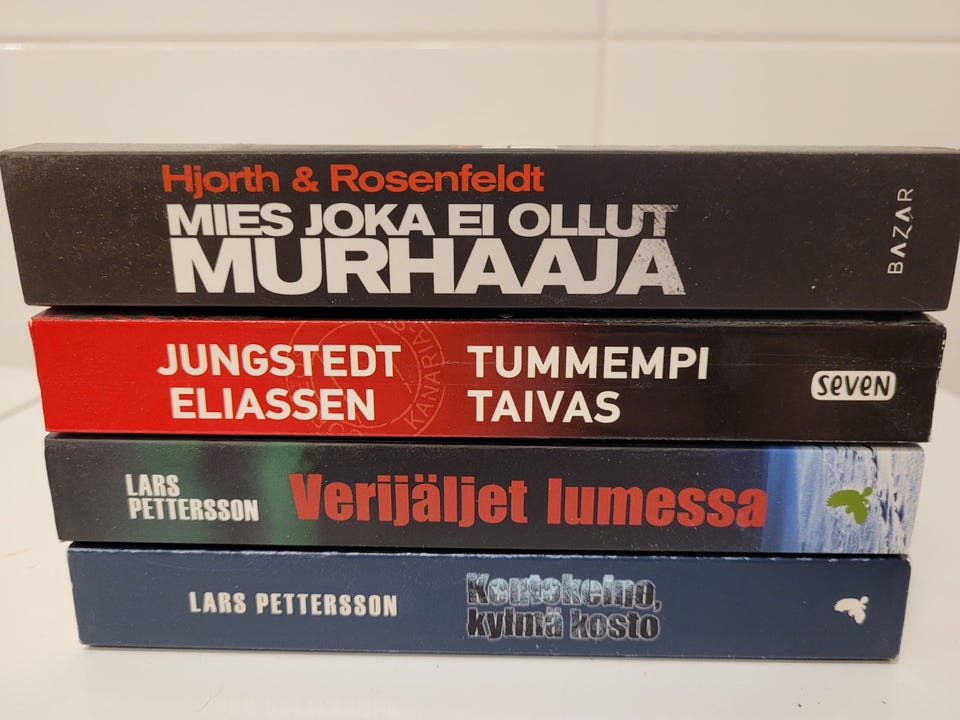 Hjorth & Rosenfeldt
MIES JOKA EI OLLUT
MURHAAJA
BAZAR
JUNGSTEDT
ELIASSEN
KANARIA
TUMMEMPI
TAIVAS
seven
LARS
PETTERSSON
Verijäljet lumessa
LARS PETTERSSON
Koutokeino,
kylmä kosto